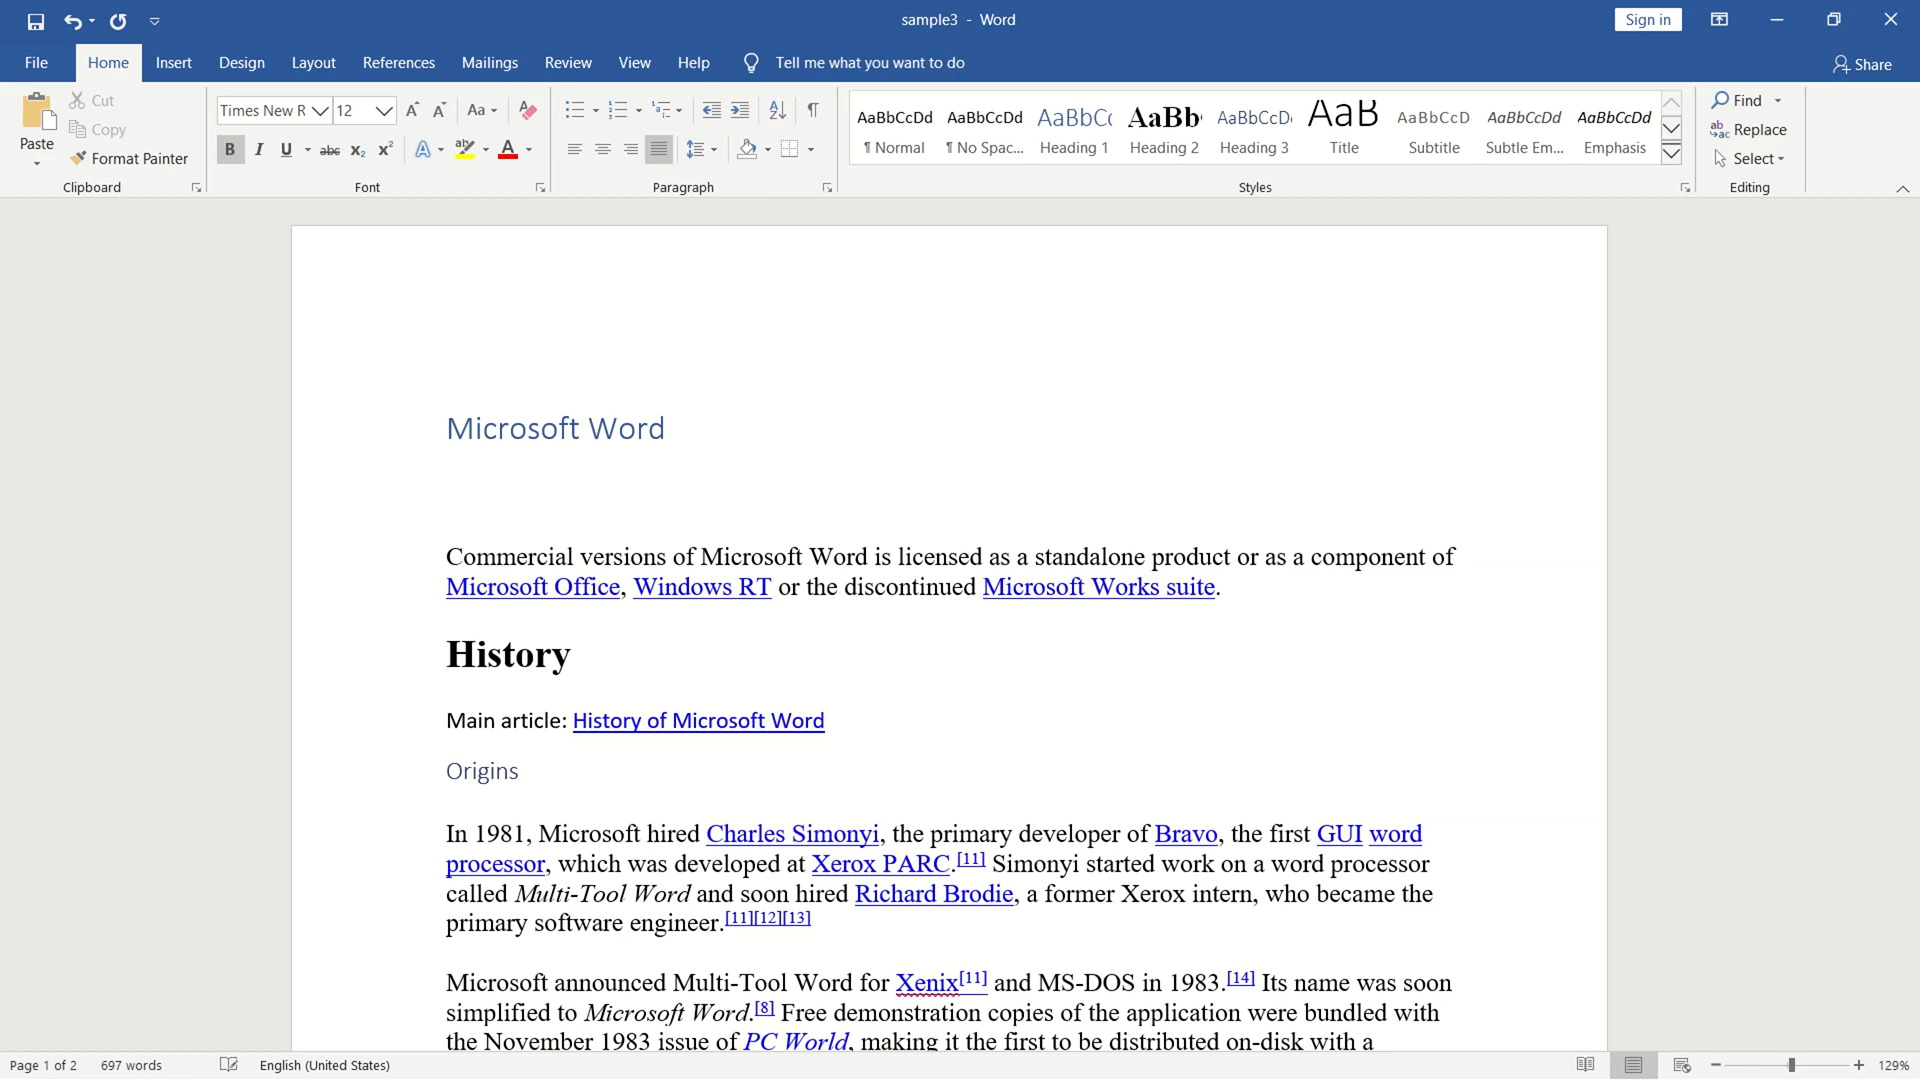 sample3 - Word
Sign in
File Home Insert Design Layout References Mailings Review View Help Tell me what you want to do Share
Paste
Cut
Copy
Format Painter
Clipboard
Times New R 12 Aa
B I U abc x₂ x² A ab A
Font
Paragraph
AaBbCcDd AaBbCcDd AaBbC AaBb AaBbCcD AaB AaBbCcD AaBbCcDd AaBbCcDd
¶ Normal ¶ No Spac... Heading 1 Heading 2 Heading 3 Title Subtitle Subtle Em... Emphasis
Styles
Find
Replace
Select
Editing
Microsoft Word
Commercial versions of Microsoft Word is licensed as a standalone product or as a component of
Microsoft Office, Windows RT or the discontinued Microsoft Works suite.
History
Main article: History of Microsoft Word
Origins
In 1981, Microsoft hired Charles Simonyi, the primary developer of Bravo, the first GUI word
processor, which was developed at Xerox PARC.[11] Simonyi started work on a word processor
called Multi-Tool Word and soon hired Richard Brodie, a former Xerox intern, who became the
primary software engineer.[11][12][13]
Microsoft announced Multi-Tool Word for Xenix[11] and MS-DOS in 1983.[14] Its name was soon
simplified to Microsoft Word.[8] Free demonstration copies of the application were bundled with
the November 1983 issue of PC World, making it the first to be distributed on-disk with a
Page 1 of 2 697 words English (United States) 129%